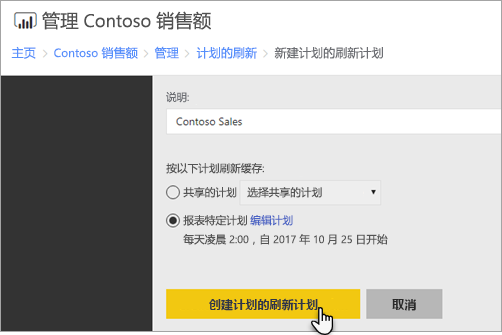 管理 Contoso 销售额
主页 > Contoso 销售额 > 管理 > 计划的刷新 > 新建计划的刷新计划
说明:
Contoso Sales
按以下计划刷新缓存:
共享的计划 选择共享的计划
报表特定计划 编辑计划
每天凌晨 2:00，自 2017 年 10 月 25 日开始
创建计划的刷新计划 取消